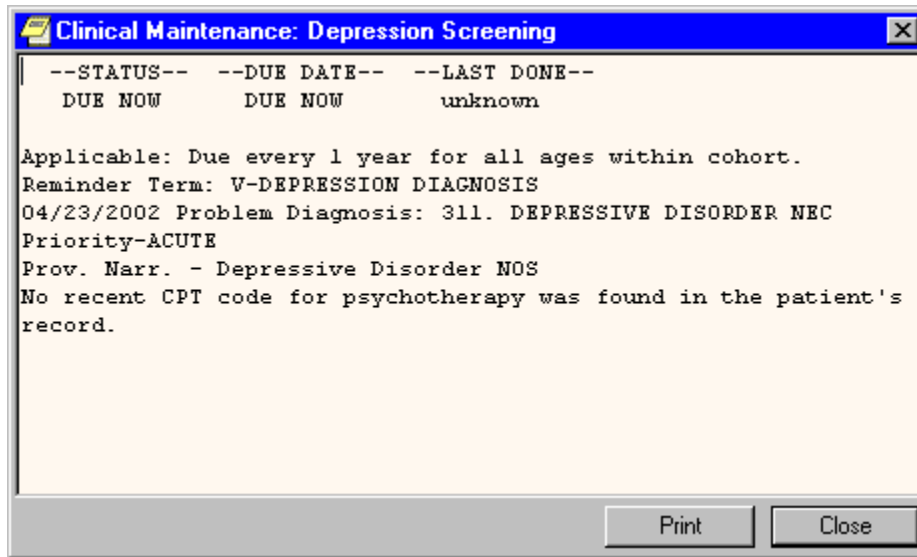 Clinical Maintenance: Depression Screening
--STATUS-- --DUE DATE-- --LAST DONE--
DUE NOW DUE NOW unknown
Applicable: Due every 1 year for all ages within cohort.
Reminder Term: V-DEPRESSION DIAGNOSIS
04/23/2002 Problem Diagnosis: 311. DEPRESSIVE DISORDER NEC
Priority-ACUTE
Prov. Narr. - Depressive Disorder NOS
No recent CPT code for psychotherapy was found in the patient's
record.
Print Close